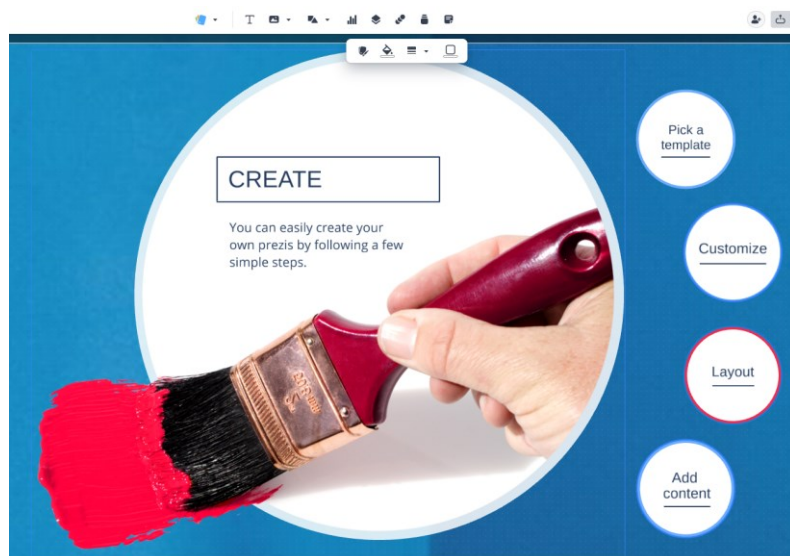 CREATE
You can easily create your
own prezis by following a few
simple steps.
Pick a
template
Customize
Layout
Add
content